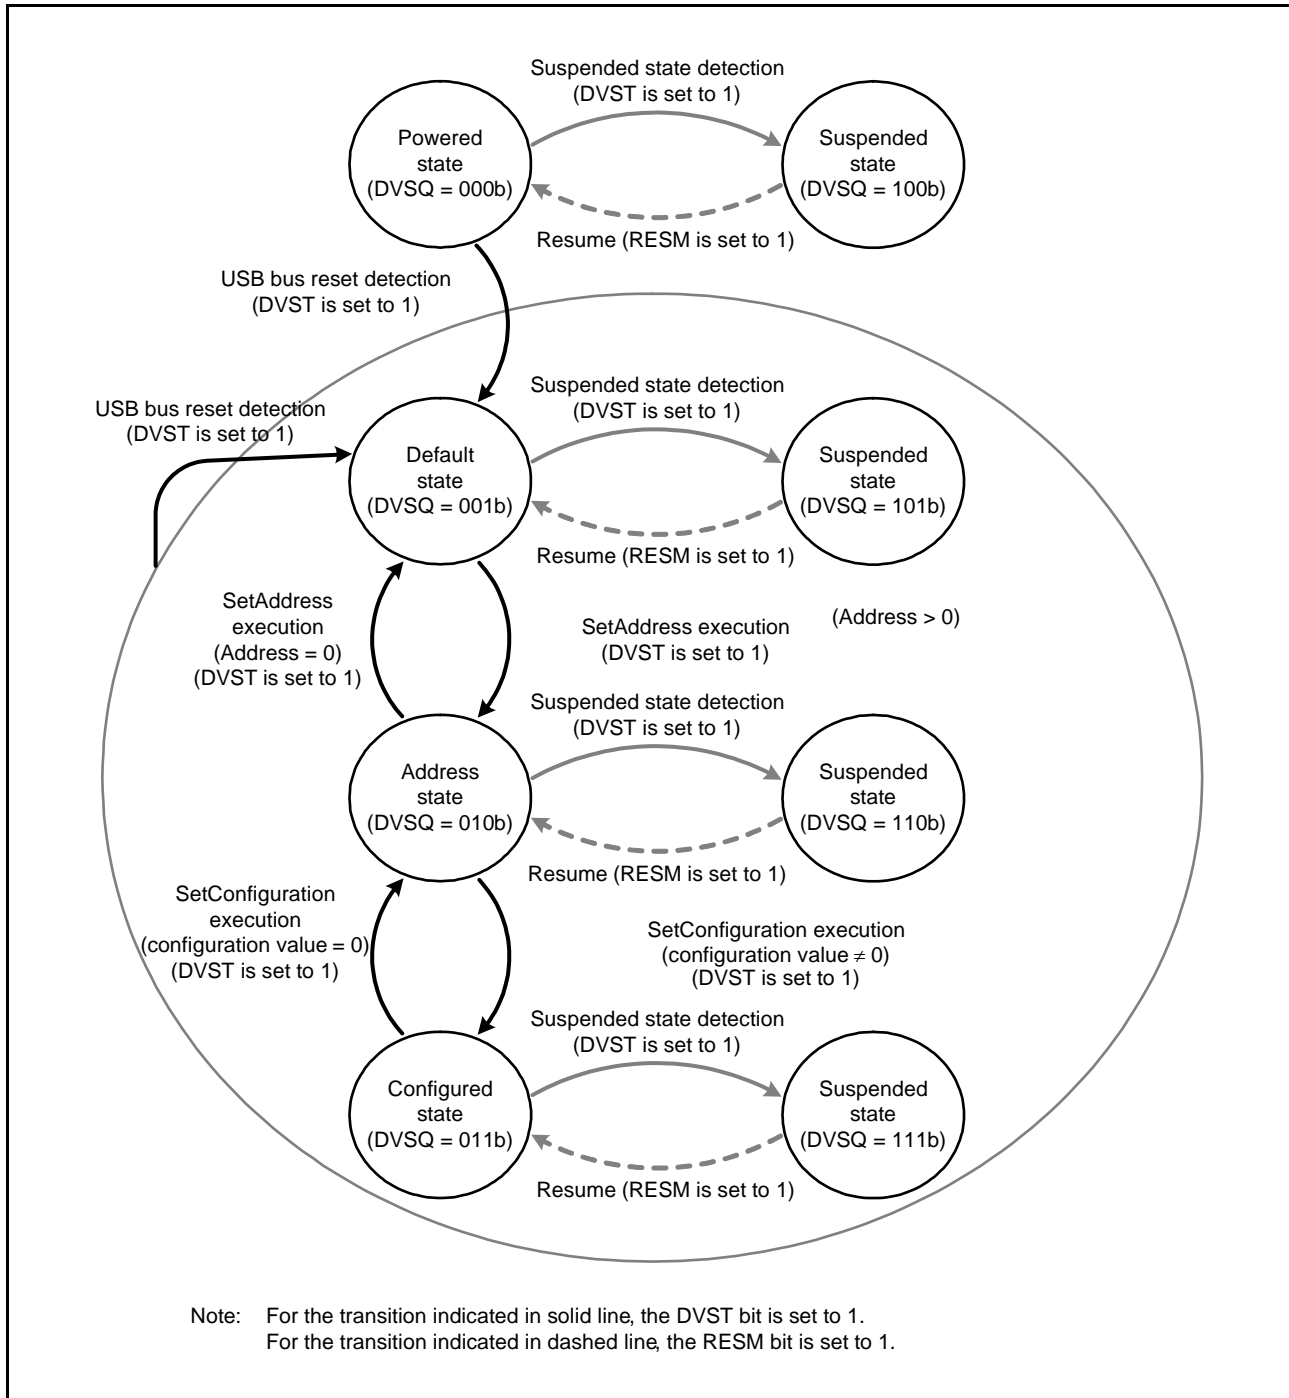 Suspended state detection
(DVST is set to 1)
Powered
state
(DVSQ = 000b)
Suspended
state
(DVSQ = 100b)
Resume (RESM is set to 1)
USB bus reset detection
(DVST is set to 1)
Suspended state detection
(DVST is set to 1)
USB bus reset detection
(DVST is set to 1)
Default
state
(DVSQ = 001b)
Suspended
state
(DVSQ = 101b)
Resume (RESM is set to 1)
SetAddress
execution
(Address = 0)
(DVST is set to 1)
SetAddress execution
(DVST is set to 1)
(Address > 0)
Suspended state detection
(DVST is set to 1)
Address
state
(DVSQ = 010b)
Suspended
state
(DVSQ = 110b)
Resume (RESM is set to 1)
SetConfiguration
execution
(configuration value = 0)
(DVST is set to 1)
SetConfiguration execution
(configuration value ≠ 0)
(DVST is set to 1)
Suspended state detection
(DVST is set to 1)
Configured
state
(DVSQ = 011b)
Suspended
state
(DVSQ = 111b)
Resume (RESM is set to 1)
Note: For the transition indicated in solid line, the DVST bit is set to 1.
For the transition indicated in dashed line, the RESM bit is set to 1.